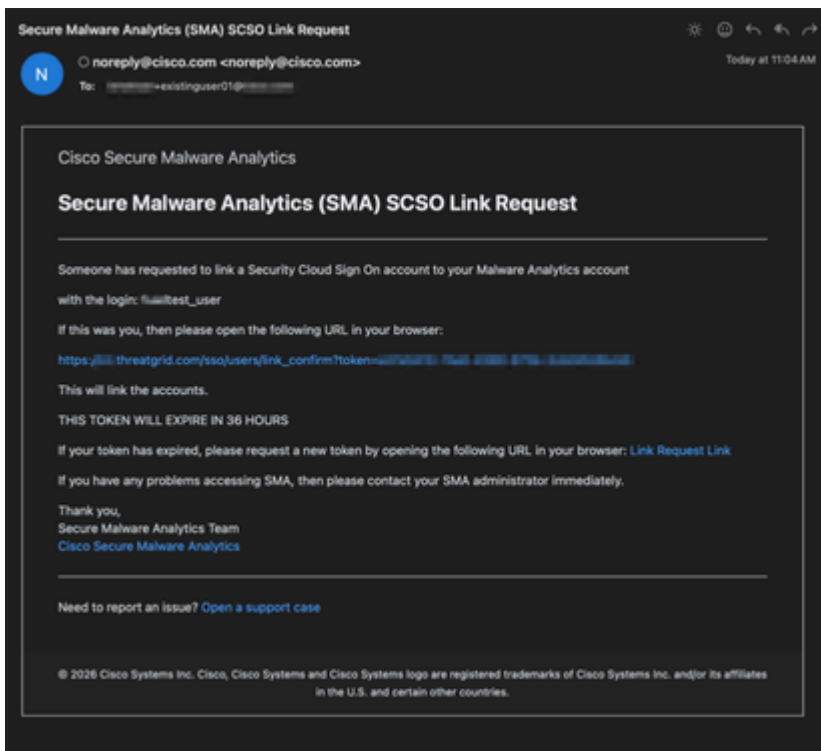 Secure Malware Analytics (SMA) SCSO Link Request
N
noreply@cisco.com <noreply@cisco.com>
Today at 11:04 AM
To: +existinguser01@
Cisco Secure Malware Analytics
Secure Malware Analytics (SMA) SCSO Link Request
Someone has requested to link a Security Cloud Sign On account to your Malware Analytics account
with the login: test_user
If this was you, then please open the following URL in your browser:
https:/ threatgrid.com/sso/users/link_confirm?token=
This will link the accounts.
THIS TOKEN WILL EXPIRE IN 36 HOURS
If your token has expired, please request a new token by opening the following URL in your browser: Link Request Link
If you have any problems accessing SMA, then please contact your SMA administrator immediately.
Thank you,
Secure Malware Analytics Team
Cisco Secure Malware Analytics
Need to report an issue? Open a support case
© 2026 Cisco Systems Inc. Cisco, Cisco Systems and Cisco Systems logo are registered trademarks of Cisco Systems Inc. and/or its affiliates
in the U.S. and certain other countries.